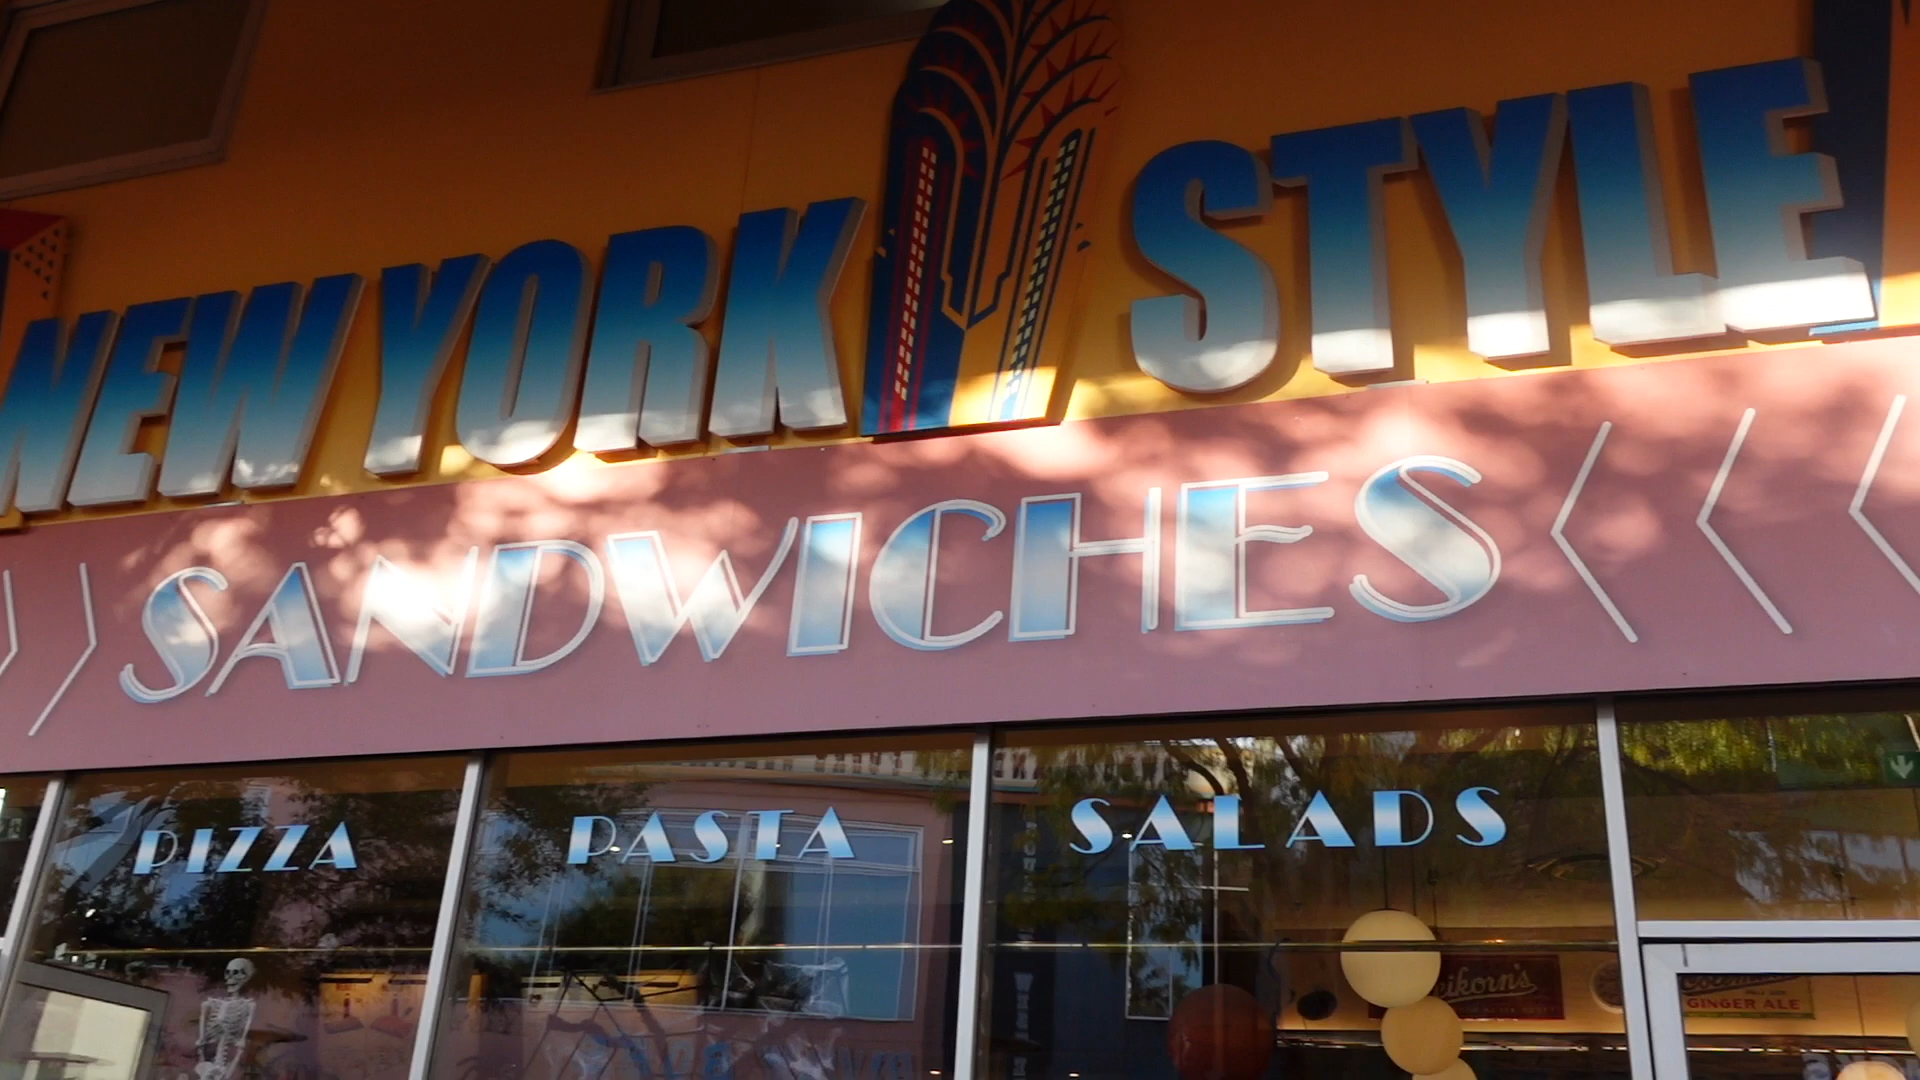 NEW YORK STYLE
SANDWICHES
PIZZA PASTA SALADS
GINGER ALE